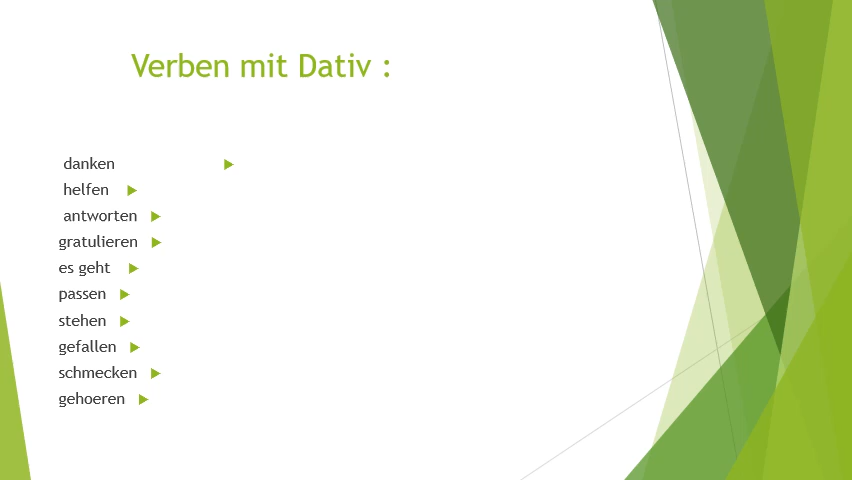 Verben mit Dativ :
danken
helfen
antworten
gratulieren
es geht
passen
stehen
gefallen
schmecken
gehoeren